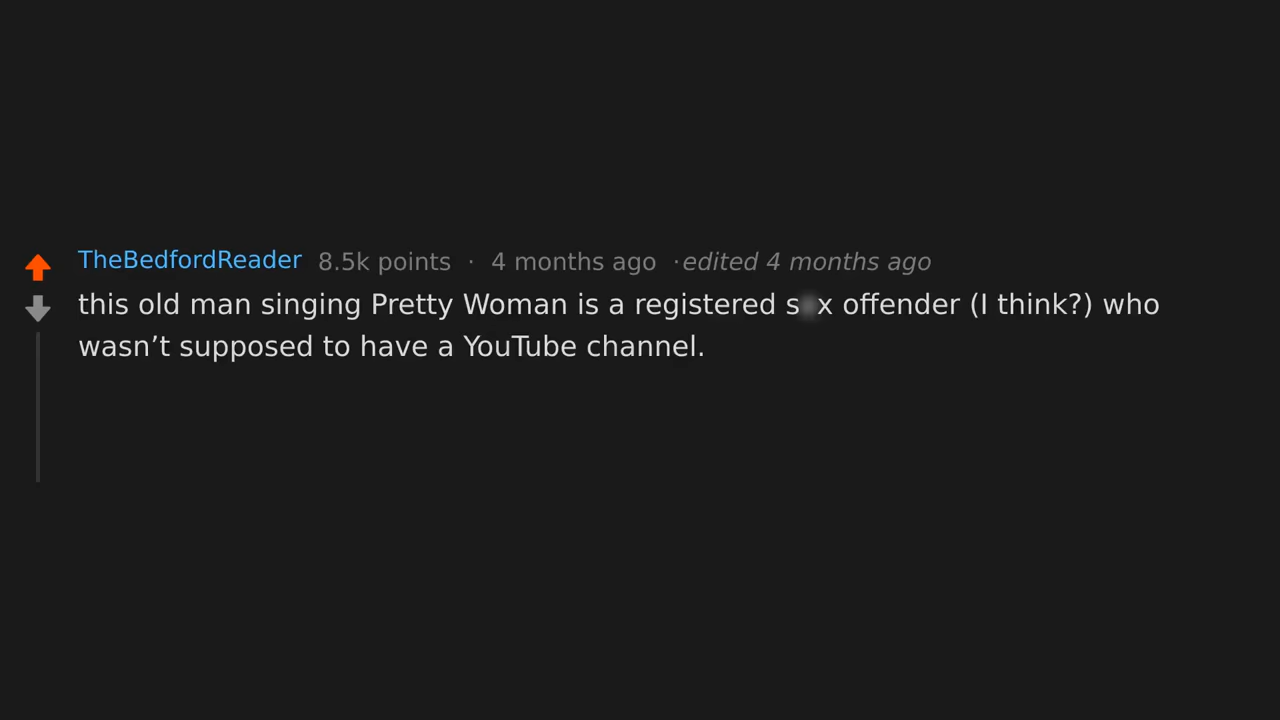 TheBedfordReader 8.5k points · 4 months ago ·edited 4 months ago
this old man singing Pretty Woman is a registered s x offender (I think?) who
wasn’t supposed to have a YouTube channel.